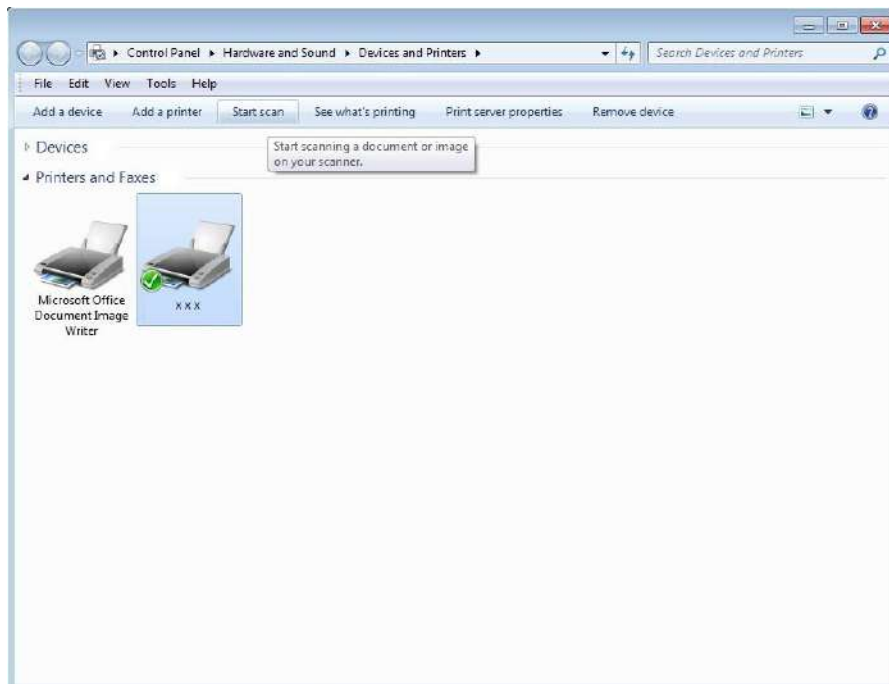 Control Panel ▸ Hardware and Sound ▸ Devices and Printers ▸ Search Devices and Printers
File Edit View Tools Help
Add a device Add a printer Start scan See what's printing Print server properties Remove device
Devices
Start scanning a document or image
on your scanner.
Printers and Faxes
Microsoft Office
Document Image
Writer
x x x